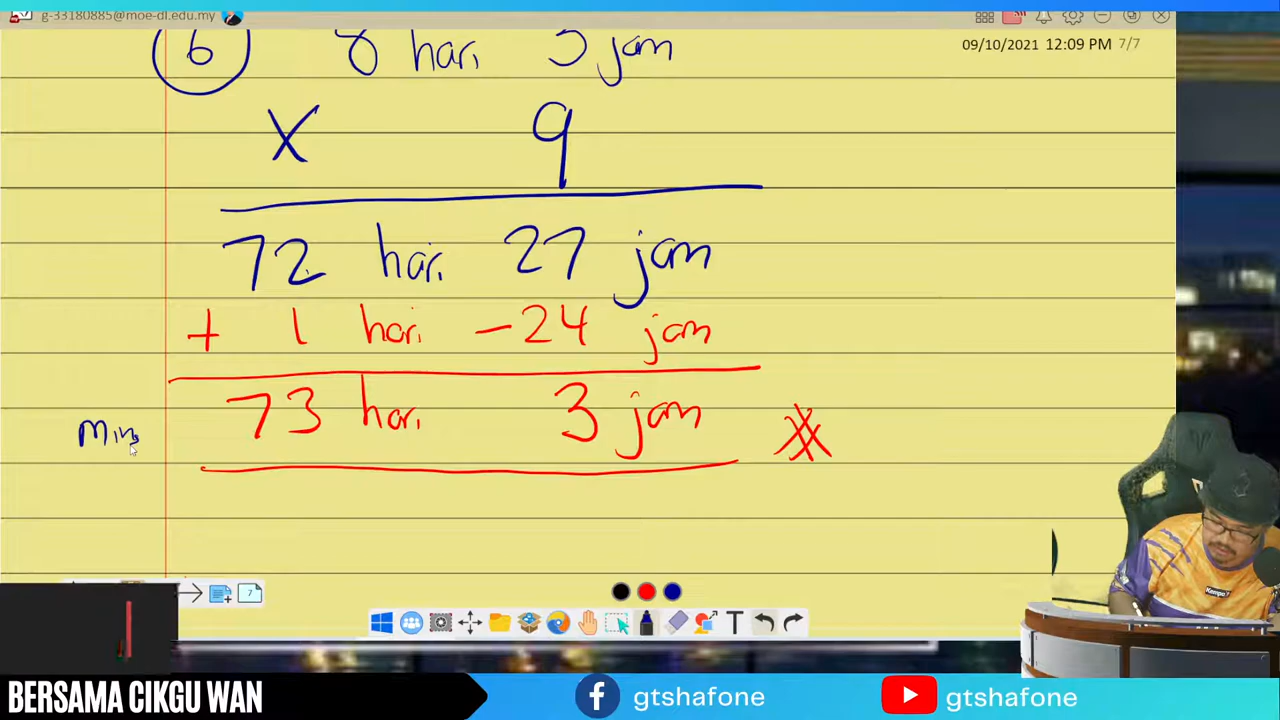 g-33180885@moe-dl.edu.my
09/10/2021 12:09 PM 7/7
6 8 hari 3 jam
X 9
72 hari 27 jam
+ 1 hari - 24 jam
73 hari 3 jam
7
BERSAMA CIKGU WAN
gtshafone
gtshafone